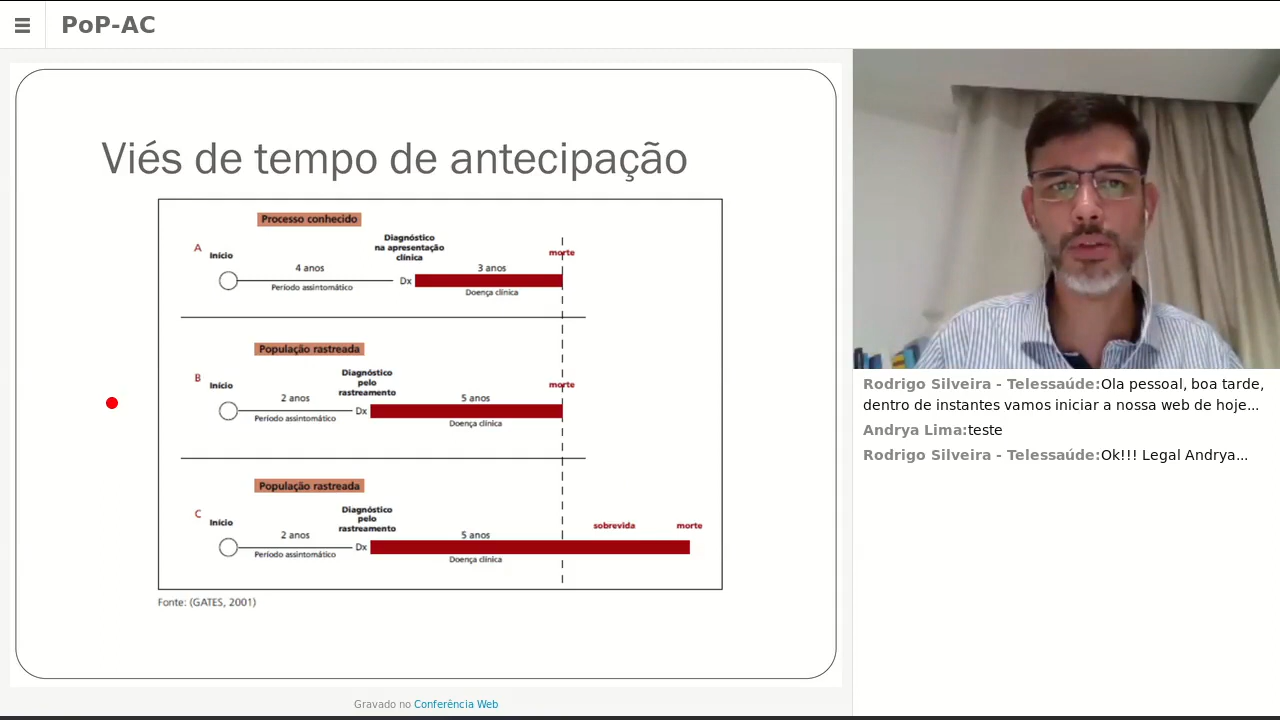 PoP-AC
Viés de tempo de antecipação
Processo conhecido
A
Início
4 anos
Período assintomático
Diagnóstico
na apresentação
clínica
Dx
3 anos
Doença clínica
morte
População rastreada
B
Início
2 anos
Período assintomático
Diagnóstico
pelo
rastreamento
Dx
5 anos
Doença clínica
morte
População rastreada
C
Início
2 anos
Período assintomático
Diagnóstico
pelo
rastreamento
Dx
5 anos
Doença clínica
sobrevida
morte
Fonte: (GATES, 2001)
Gravado no Conferência Web
Rodrigo Silveira - Telessaúde:Ola pessoal, boa tarde,
dentro de instantes vamos iniciar a nossa web de hoje...
Andrya Lima:teste
Rodrigo Silveira - Telessaúde:Ok!!! Legal Andrya...